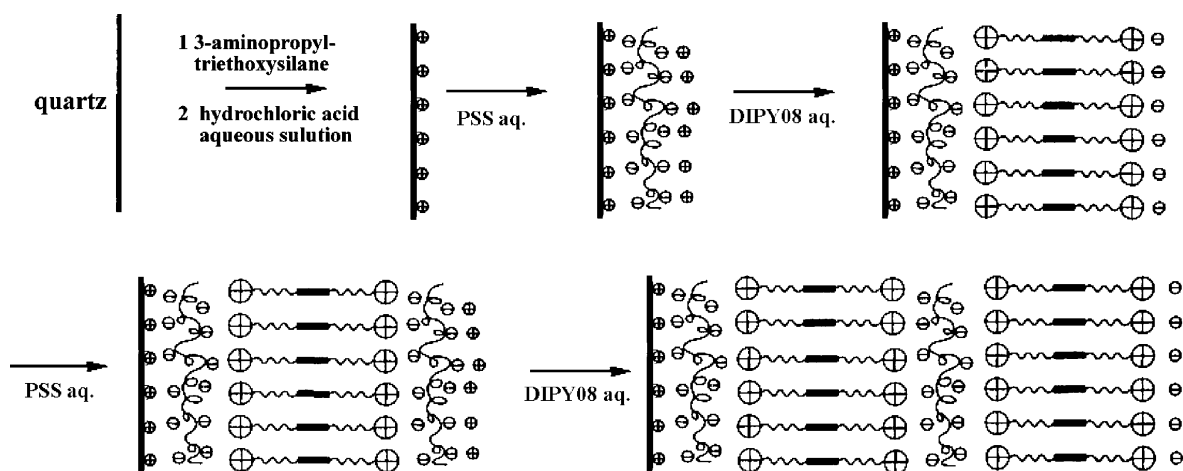 quartz
1 3-aminopropyl-
triethoxysilane
2 hydrochloric acid
aqueous sulution
PSS aq.
DIPY08 aq.
PSS aq.
DIPY08 aq.